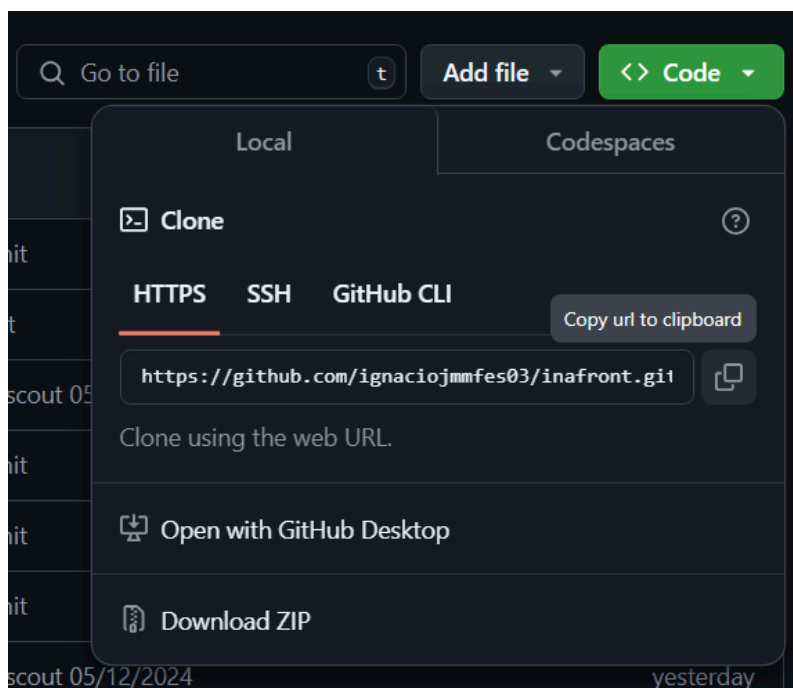 Go to file t Add file <> Code
Local Codespaces
Clone
HTTPS SSH GitHub CLI
Copy url to clipboard
https://github.com/ignaciojmmfes03/inafront.git
Clone using the web URL.
Open with GitHub Desktop
Download ZIP
scout 05
scout 05/12/2024 yesterday